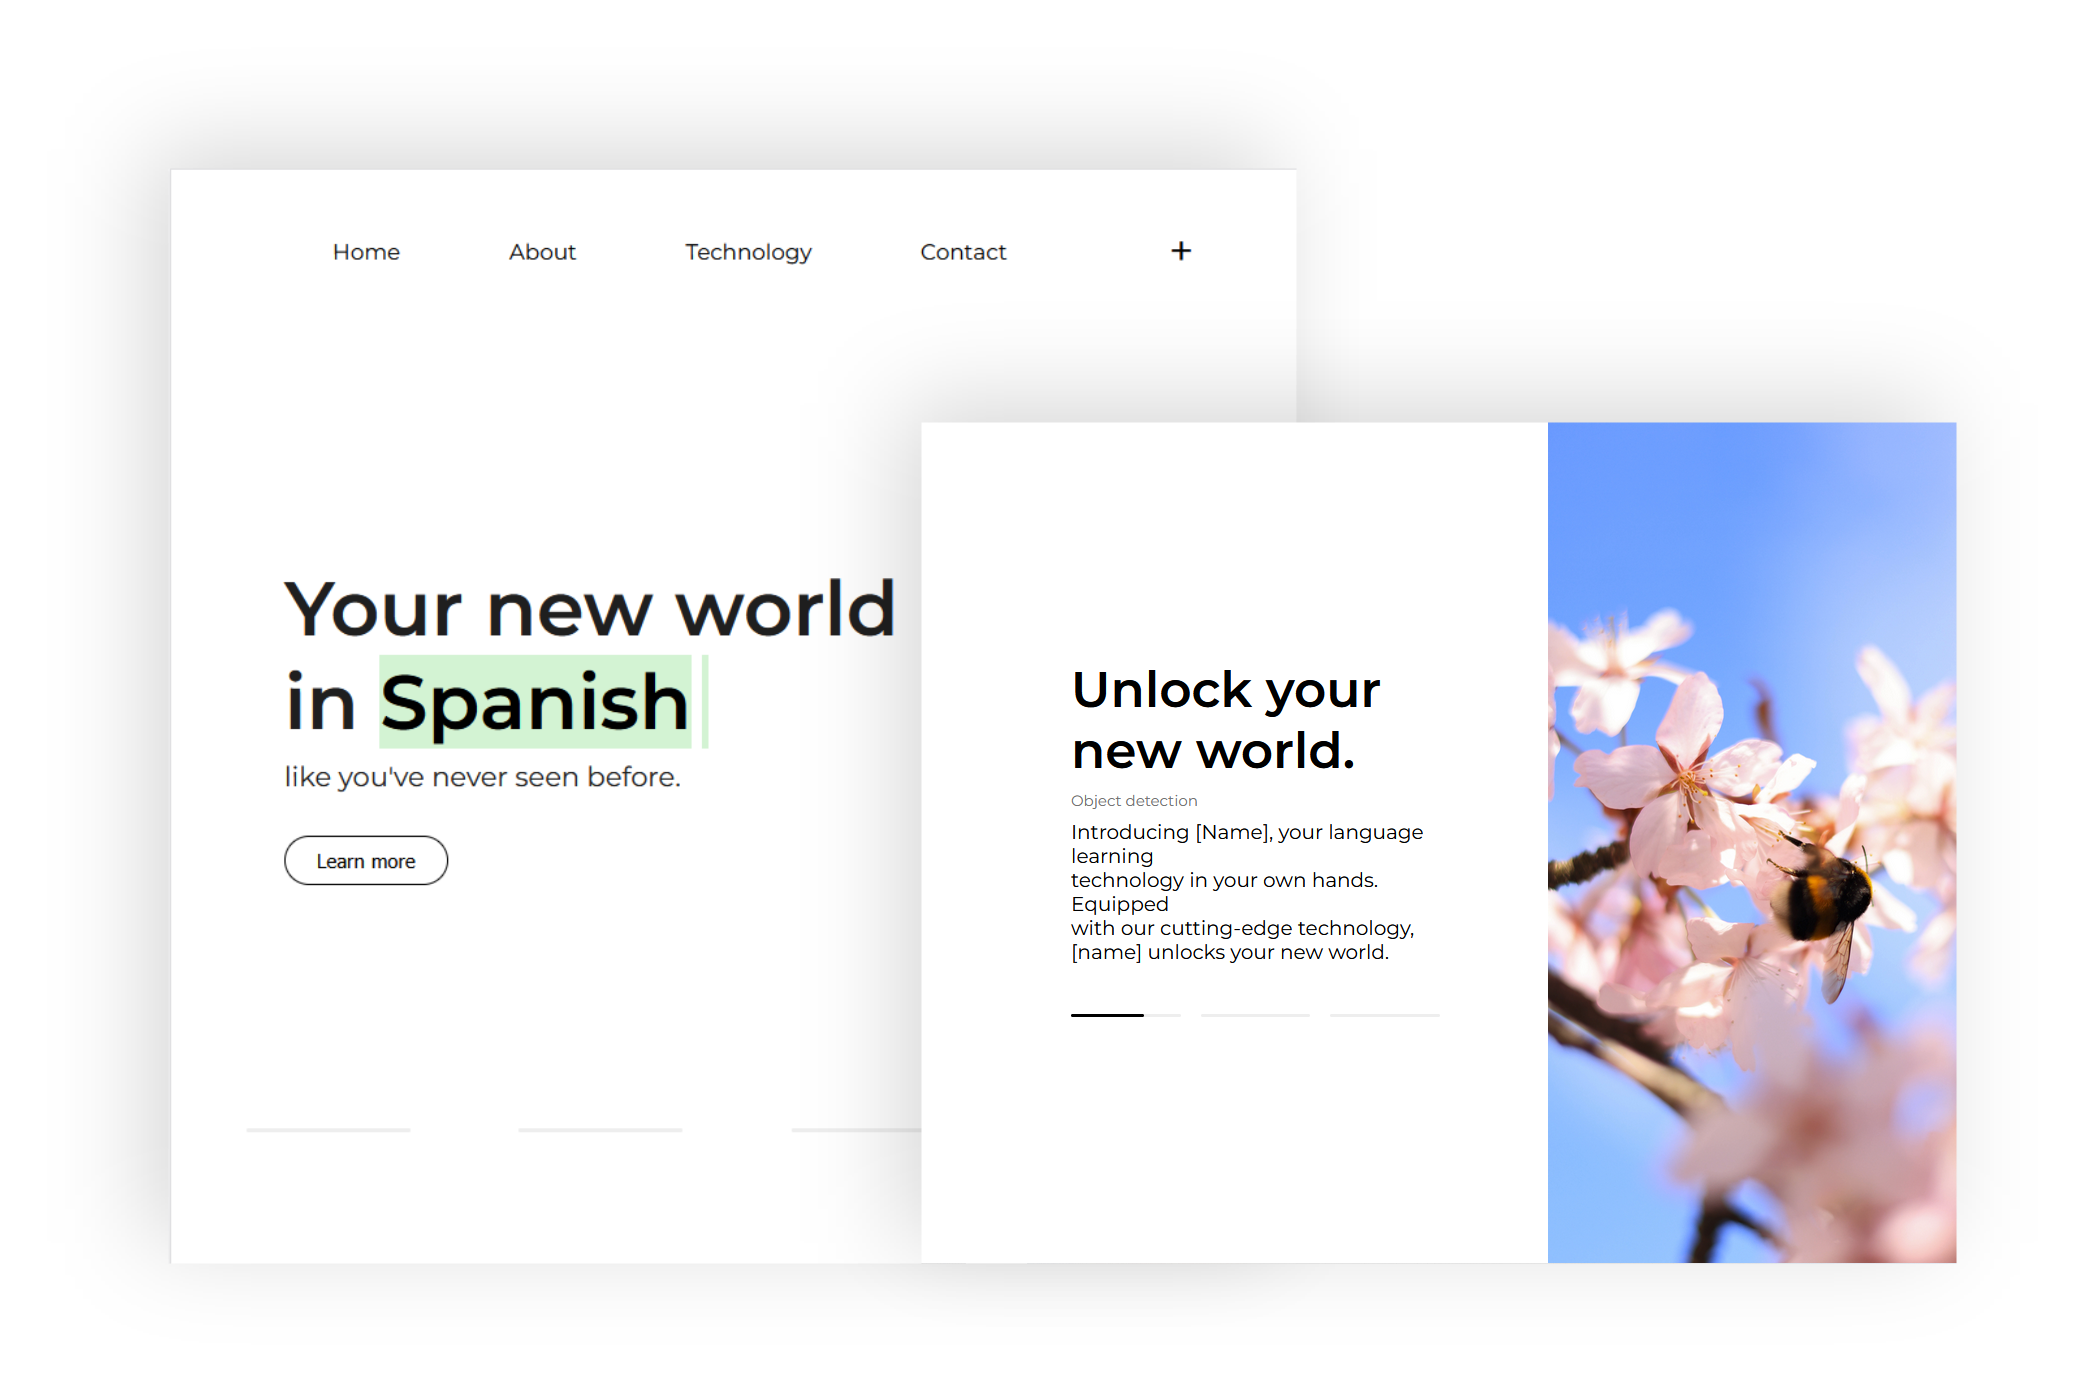 Home About Technology Contact +
Your new world
in Spanish
like you've never seen before.
Learn more
Unlock your
new world.
Object detection
Introducing [Name], your language
learning
technology in your own hands.
Equipped
with our cutting-edge technology,
[name] unlocks your new world.